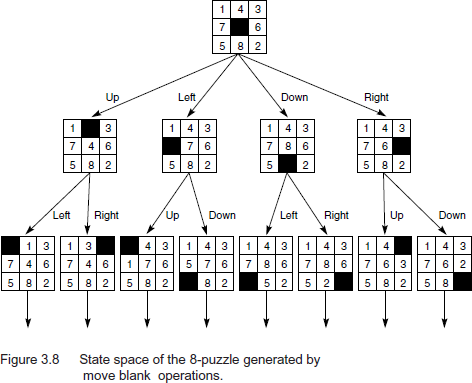 1 4 3
7 6
5 8 2
Up Left Down Right
1 3 1 4 3 1 4 3 1 4 3
7 4 6 7 6 7 8 6 7 6
5 8 2 5 8 2 5 2 5 8 2
Left Right Up Down Left Right Up Down
1 3 1 3 4 3 1 4 3 1 4 3 1 4 3 1 4 1 4 3
7 4 6 7 4 6 1 7 6 5 7 6 7 8 6 7 8 6 7 6 3 7 6 2
5 8 2 5 8 2 5 8 2 8 2 5 2 5 2 5 8 2 5 8
Figure 3.8 State space of the 8-puzzle generated by
move blank operations.